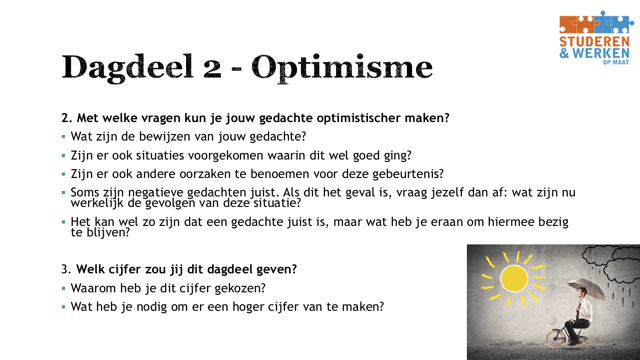 STUDEREN
& WERKEN
OP MAAT
Dagdeel 2 - Optimisme
2. Met welke vragen kun je jouw gedachte optimistischer maken?
▪ Wat zijn de bewijzen van jouw gedachte?
▪ Zijn er ook situaties voorgekomen waarin dit wel goed ging?
▪ Zijn er ook andere oorzaken te benoemen voor deze gebeurtenis?
▪ Soms zijn negatieve gedachten juist. Als dit het geval is, vraag jezelf dan af: wat zijn nu
werkelijk de gevolgen van deze situatie?
▪ Het kan wel zo zijn dat een gedachte juist is, maar wat heb je eraan om hiermee bezig
te blijven?
3. Welk cijfer zou jij dit dagdeel geven?
▪ Waarom heb je dit cijfer gekozen?
▪ Wat heb je nodig om er een hoger cijfer van te maken?